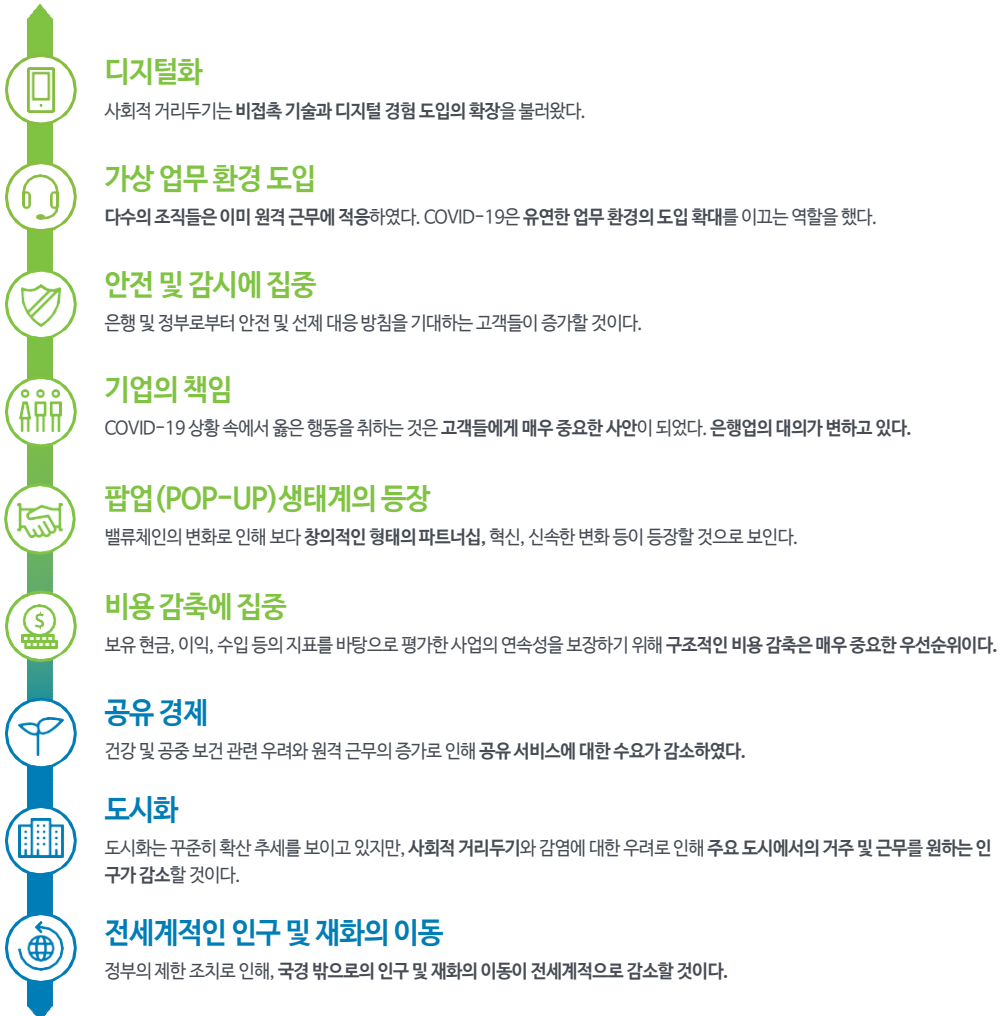 디지털화
사회적 거리두기는 비접촉 기술과 디지털 경험 도입의 확장을 불러왔다.
가상 업무 환경 도입
다수의 조직들은 이미 원격 근무에 적응하였다. COVID-19은 유연한 업무 환경의 도입 확대를 이끄는 역할을 했다.
안전 및 감시에 집중
은행 및 정부로부터 안전 및 선제 대응 방침을 기대하는 고객들이 증가할 것이다.
기업의 책임
COVID-19 상황 속에서 옳은 행동을 취하는 것은 고객들에게 매우 중요한 사안이 되었다. 은행업의 대의가 변하고 있다.
팝업(POP-UP)생태계의 등장
밸류체인의 변화로 인해 보다 창의적인 형태의 파트너십, 혁신, 신속한 변화 등이 등장할 것으로 보인다.
비용 감축에 집중
$
보유 현금, 이익, 수입 등의 지표를 바탕으로 평가한 사업의 연속성을 보장하기 위해 구조적인 비용 감축은 매우 중요한 우선순위이다.
공유 경제
건강 및 공중 보건 관련 우려와 원격 근무의 증가로 인해 공유 서비스에 대한 수요가 감소하였다.
도시화
도시화는 꾸준히 확산 추세를 보이고 있지만, 사회적 거리두기와 감염에 대한 우려로 인해 주요 도시에서의 거주 및 근무를 원하는 인
구가 감소할 것이다.
전세계적인 인구 및 재화의 이동
정부의 제한 조치로 인해, 국경 밖으로의 인구 및 재화의 이동이 전세계적으로 감소할 것이다.